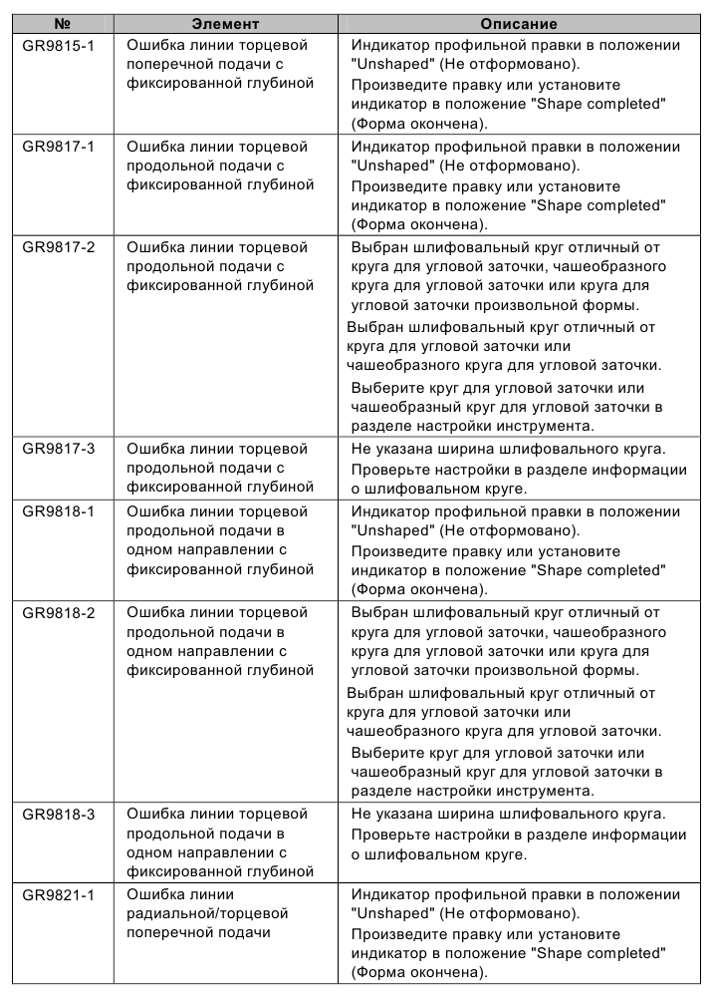 № Элемент Описание
GR9815-1 Ошибка линии торцевой Индикатор профильной правки в положении
поперечной подачи с "Unshaped" (Не отформовано).
фиксированной глубиной Произведите правку или установите
индикатор в положение "Shape completed"
(Форма окончена).
GR9817-1 Ошибка линии торцевой Индикатор профильной правки в положении
продольной подачи с "Unshaped" (Не отформовано).
фиксированной глубиной Произведите правку или установите
индикатор в положение "Shape completed"
(Форма окончена).
GR9817-2 Ошибка линии торцевой Выбран шлифовальный круг отличный от
продольной подачи с круга для угловой заточки, чашеобразного
фиксированной глубиной круга для угловой заточки или круга для
угловой заточки произвольной формы.
Выбран шлифовальный круг отличный от
круга для угловой заточки или
чашеобразного круга для угловой заточки.
Выберите круг для угловой заточки или
чашеобразный круг для угловой заточки в
разделе настройки инструмента.
GR9817-3 Ошибка линии торцевой Не указана ширина шлифовального круга.
продольной подачи с Проверьте настройки в разделе информации
фиксированной глубиной о шлифовальном круге.
GR9818-1 Ошибка линии торцевой Индикатор профильной правки в положении
продольной подачи в "Unshaped" (Не отформовано).
одном направлении с Произведите правку или установите
фиксированной глубиной индикатор в положение "Shape completed"
(Форма окончена).
GR9818-2 Ошибка линии торцевой Выбран шлифовальный круг отличный от
продольной подачи в круга для угловой заточки, чашеобразного
одном направлении с круга для угловой заточки или круга для
фиксированной глубиной угловой заточки произвольной формы.
Выбран шлифовальный круг отличный от
круга для угловой заточки или
чашеобразного круга для угловой заточки.
Выберите круг для угловой заточки или
чашеобразный круг для угловой заточки в
разделе настройки инструмента.
GR9818-3 Ошибка линии торцевой Не указана ширина шлифовального круга.
продольной подачи в Проверьте настройки в разделе информации
одном направлении с о шлифовальном круге.
фиксированной глубиной
GR9821-1 Ошибка линии Индикатор профильной правки в положении
радиальной/торцевой "Unshaped" (Не отформовано).
поперечной подачи Произведите правку или установите
индикатор в положение "Shape completed"
(Форма окончена).